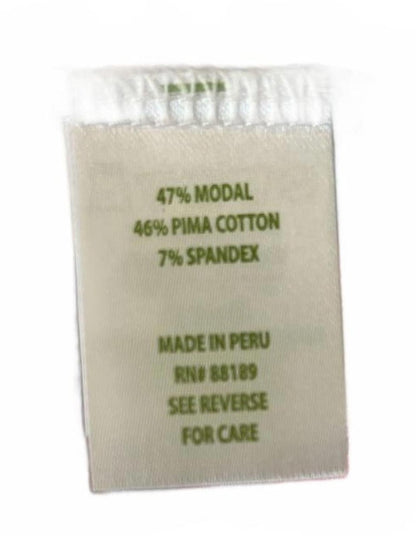 47% MODAL
46% PIMA COTTON
7% SPANDEX
MADE IN PERU
RN# 88189
SEE REVERSE
FOR CARE